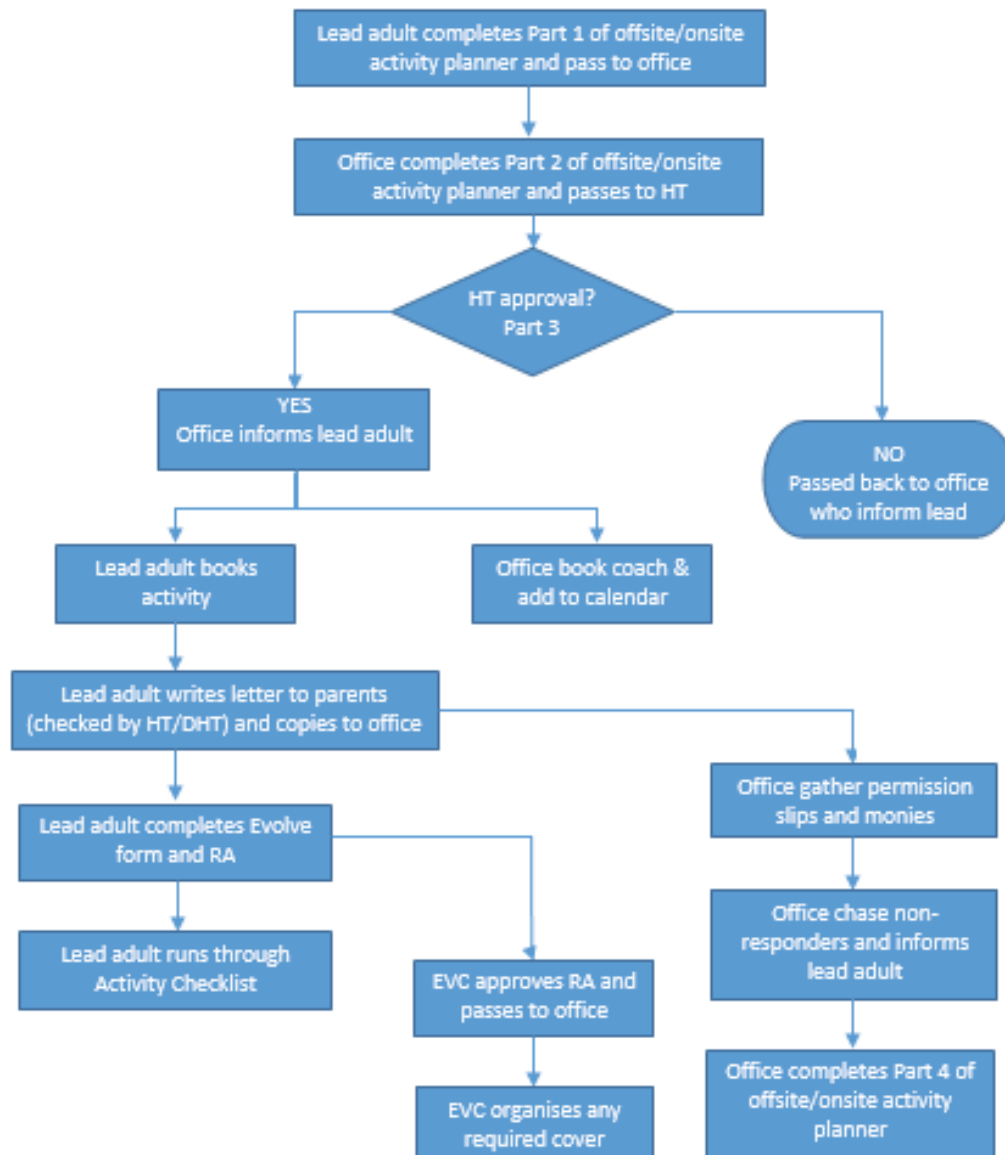 Lead adult completes Part 1 of offsite/onsite
activity planner and pass to office
Office completes Part 2 of offsite/onsite
activity planner and passes to HT
HT approval?
Part 3
YES
Office informs lead adult
NO
Passed back to office
who inform lead
Lead adult books
activity
Office book coach &
add to calendar
Lead adult writes letter to parents
(checked by HT/DHT) and copies to office
Office gather permission
slips and monies
Lead adult completes Evolve
form and RA
Office chase non-
responders and informs
lead adult
Lead adult runs through
Activity Checklist
EVC approves RA and
passes to office
Office completes Part 4 of
offsite/onsite activity
planner
EVC organises any
required cover